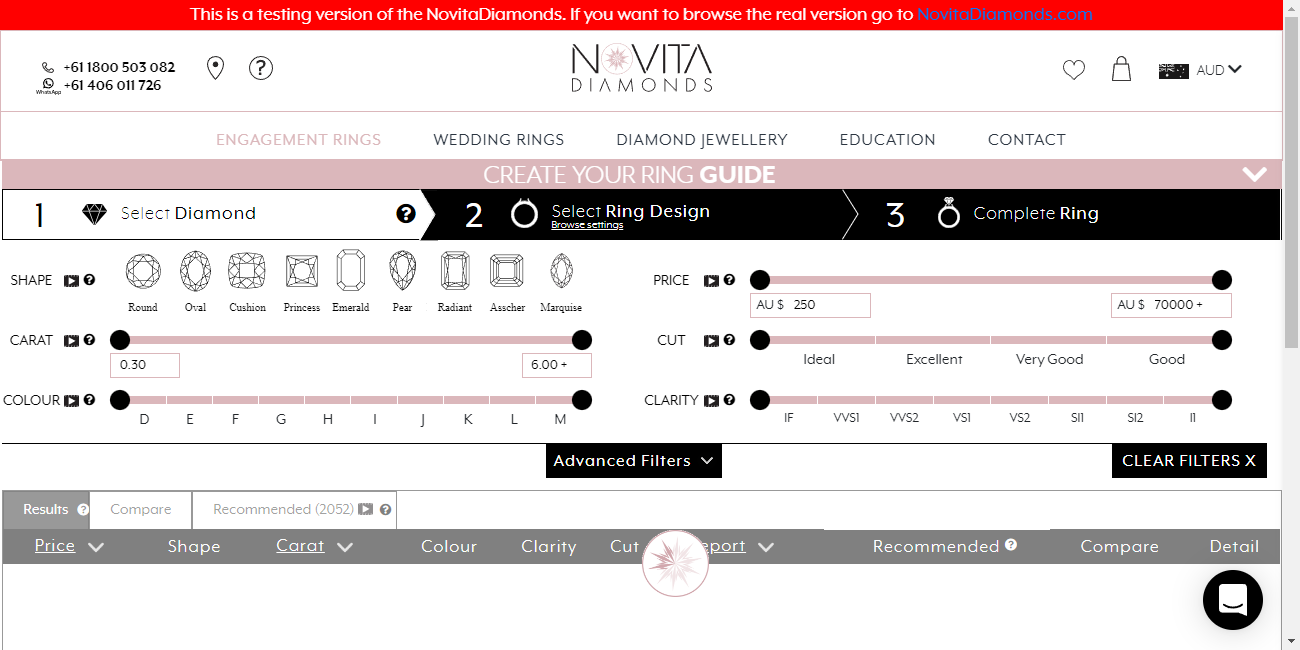 This is a testing version of the NovitaDiamonds. If you want to browse the real version go to NovitaDiamonds.com
+61 1800 503 082
WhatsApp +61 406 011 726
?
NOVITA
DIAMONDS
AUD
ENGAGEMENT RINGS WEDDING RINGS DIAMOND JEWELLERY EDUCATION CONTACT
CREATE YOUR RING GUIDE
1 Select Diamond ? 2 Select Ring Design 3 Complete Ring
Browse settings
SHAPE ?
Round Oval Cushion Princess Emerald Pear Radiant Asscher Marquise
PRICE ?
AU $ 250 AU $ 70000 +
CARAT ?
0.30 6.00 +
CUT ?
Ideal Excellent Very Good Good
COLOUR ?
D E F G H I J K L M
CLARITY ?
IF VVS1 VVS2 VS1 VS2 SI1 SI2 I1
Advanced Filters CLEAR FILTERS X
Results ? Compare Recommended (2052) ?
Price Shape Carat Colour Clarity Cut eport Recommended ? Compare Detail